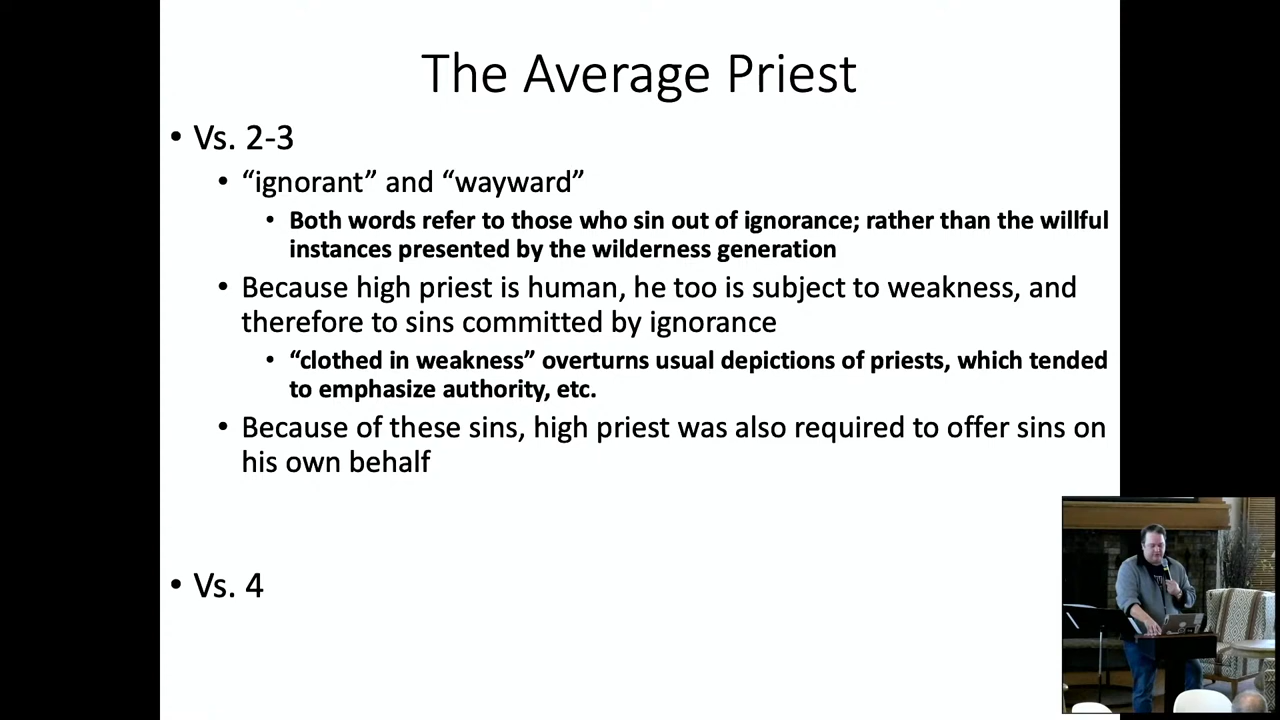 The Average Priest
• Vs. 2-3
• “ignorant” and “wayward”
• Both words refer to those who sin out of ignorance; rather than the willful
instances presented by the wilderness generation
• Because high priest is human, he too is subject to weakness, and
therefore to sins committed by ignorance
• “clothed in weakness” overturns usual depictions of priests, which tended
to emphasize authority, etc.
• Because of these sins, high priest was also required to offer sins on
his own behalf
• Vs. 4